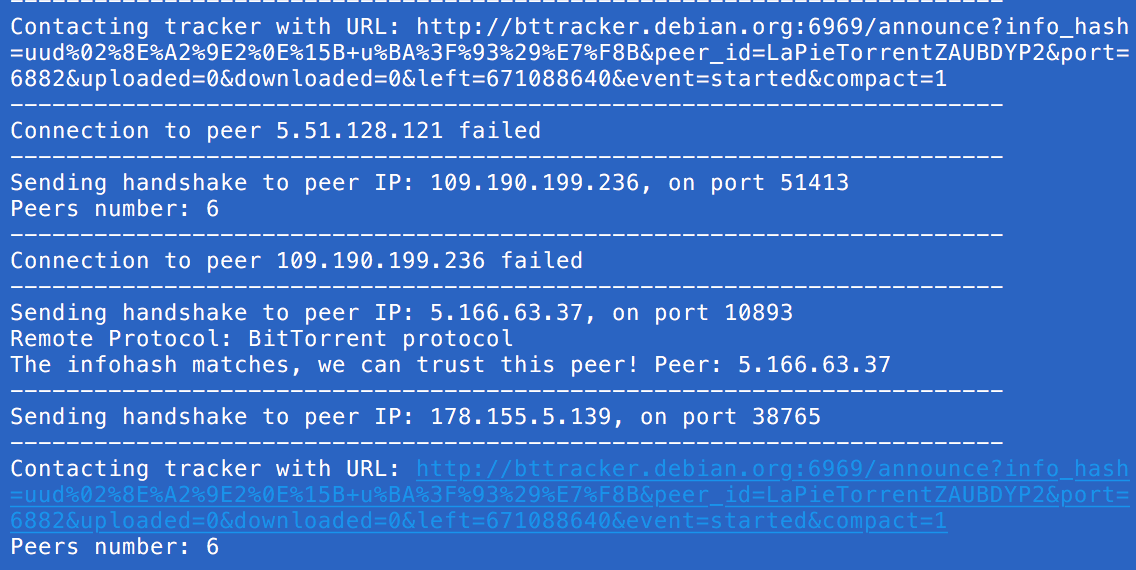 Contacting tracker with URL: http://bttracker.debian.org:6969/announce?info_hash
=uud%02%8E%A2%9E2%0E%15B+u%BA%3F%93%29%E7%F8B&peer_id=LaPieTorrentZAUBDYP2&port=
6882&uploaded=0&downloaded=0&left=671088640&event=started&compact=1
-----------------------------------------------------------------------
Connection to peer 5.51.128.121 failed
-----------------------------------------------------------------------
Sending handshake to peer IP: 109.190.199.236, on port 51413
Peers number: 6
-----------------------------------------------------------------------
Connection to peer 109.190.199.236 failed
-----------------------------------------------------------------------
Sending handshake to peer IP: 5.166.63.37, on port 10893
Remote Protocol: BitTorrent protocol
The infohash matches, we can trust this peer! Peer: 5.166.63.37
-----------------------------------------------------------------------
Sending handshake to peer IP: 178.155.5.139, on port 38765
-----------------------------------------------------------------------
Contacting tracker with URL: http://bttracker.debian.org:6969/announce?info_hash
=uud%02%8E%A2%9E2%0E%15B+u%BA%3F%93%29%E7%F8B&peer_id=LaPieTorrentZAUBDYP2&port=
6882&uploaded=0&downloaded=0&left=671088640&event=started&compact=1
Peers number: 6